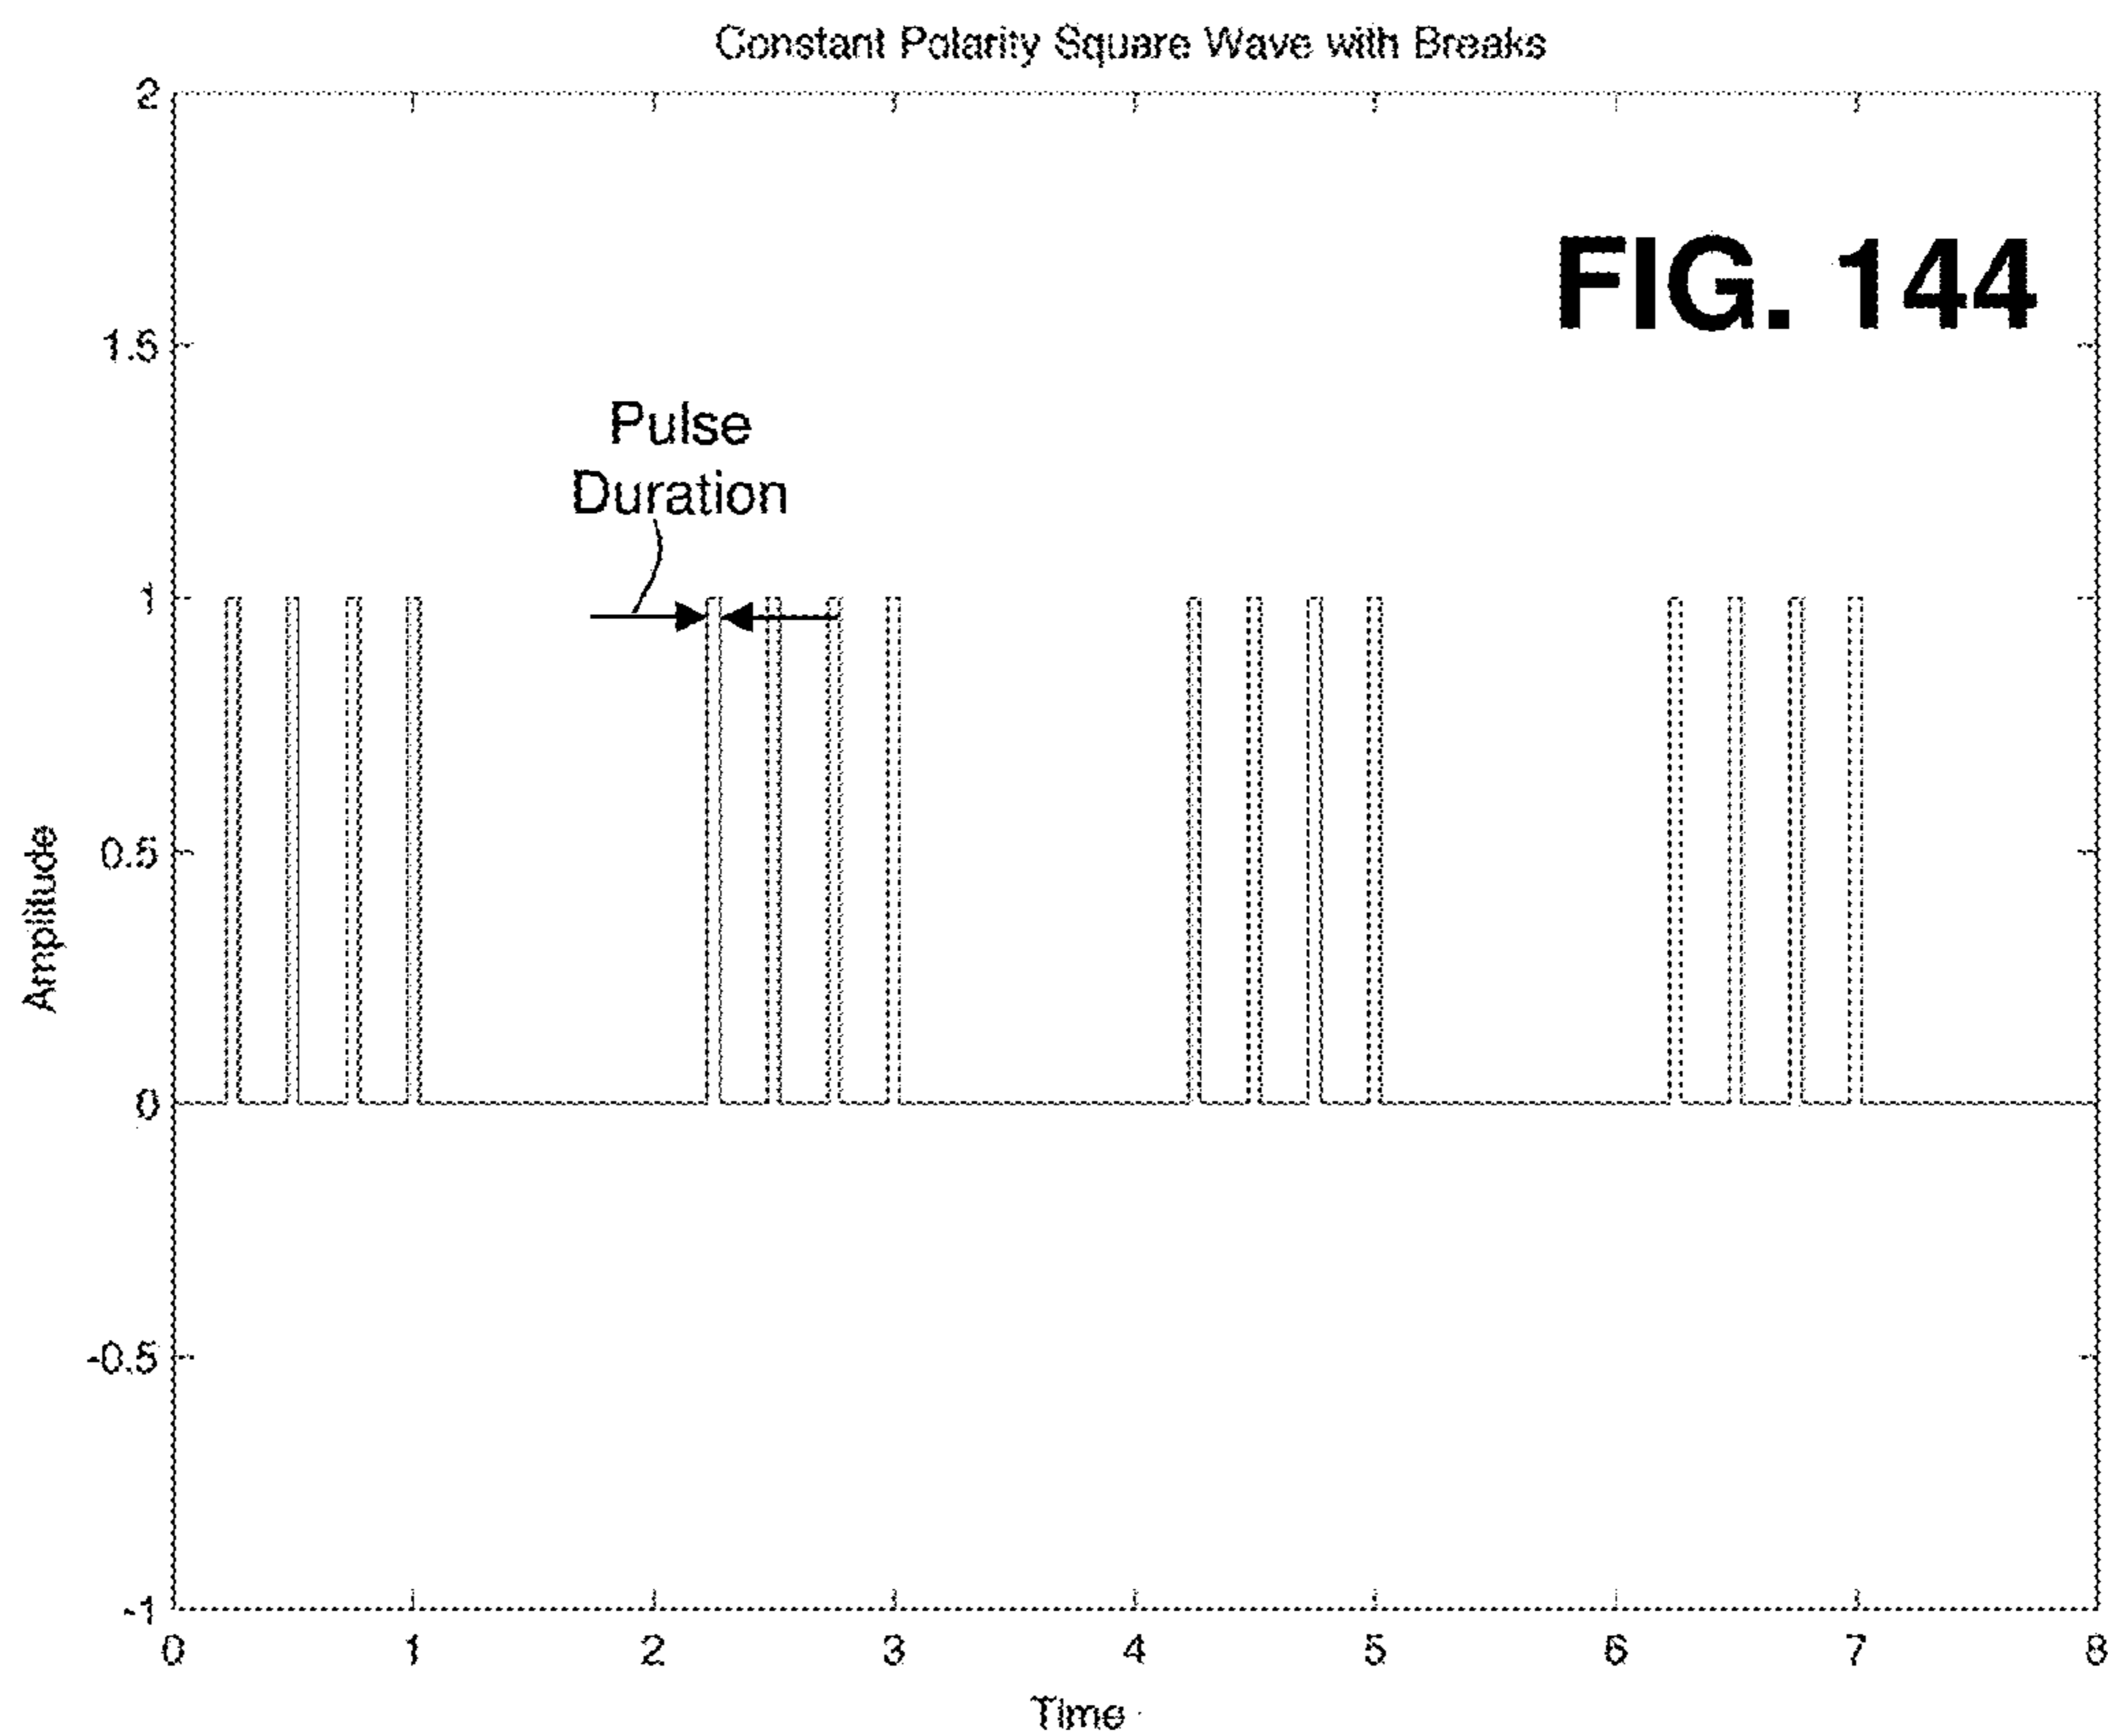 Constant Polarity Square Wave with Breaks
FIG. 144
Pulse
Duration
Amplitude
2
1.5
1
0.5
0
-0.5
-1
0 1 2 3 4 5 6 7 8
Time